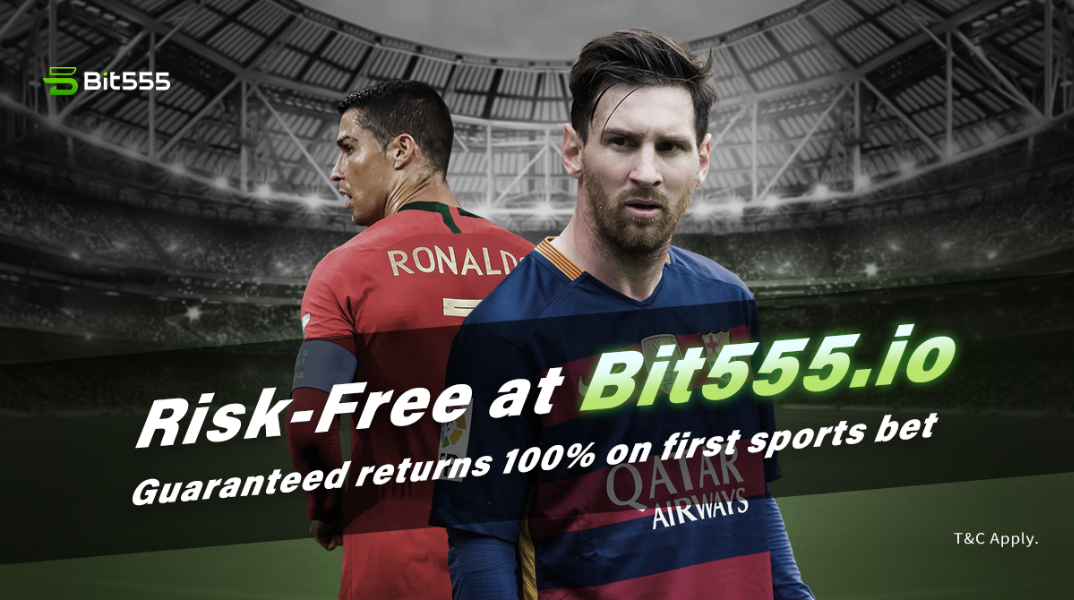 Bit555
RONALD
Risk-Free at Bit555.io
Guaranteed returns 100% on first sports bet
QATAR
AIRWAYS
T&C Apply.